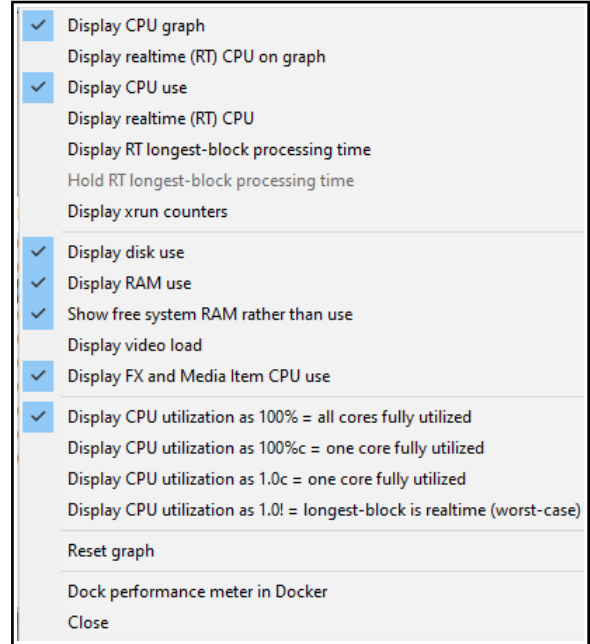 Display CPU graph
Display realtime (RT) CPU on graph
Display CPU use
Display realtime (RT) CPU
Display RT longest-block processing time
Hold RT longest-block processing time
Display xrun counters
Display disk use
Display RAM use
Show free system RAM rather than use
Display video load
Display FX and Media Item CPU use
Display CPU utilization as 100% = all cores fully utilized
Display CPU utilization as 100%c = one core fully utilized
Display CPU utilization as 1.0c = one core fully utilized
Display CPU utilization as 1.0! = longest-block is realtime (worst-case)
Reset graph
Dock performance meter in Docker
Close